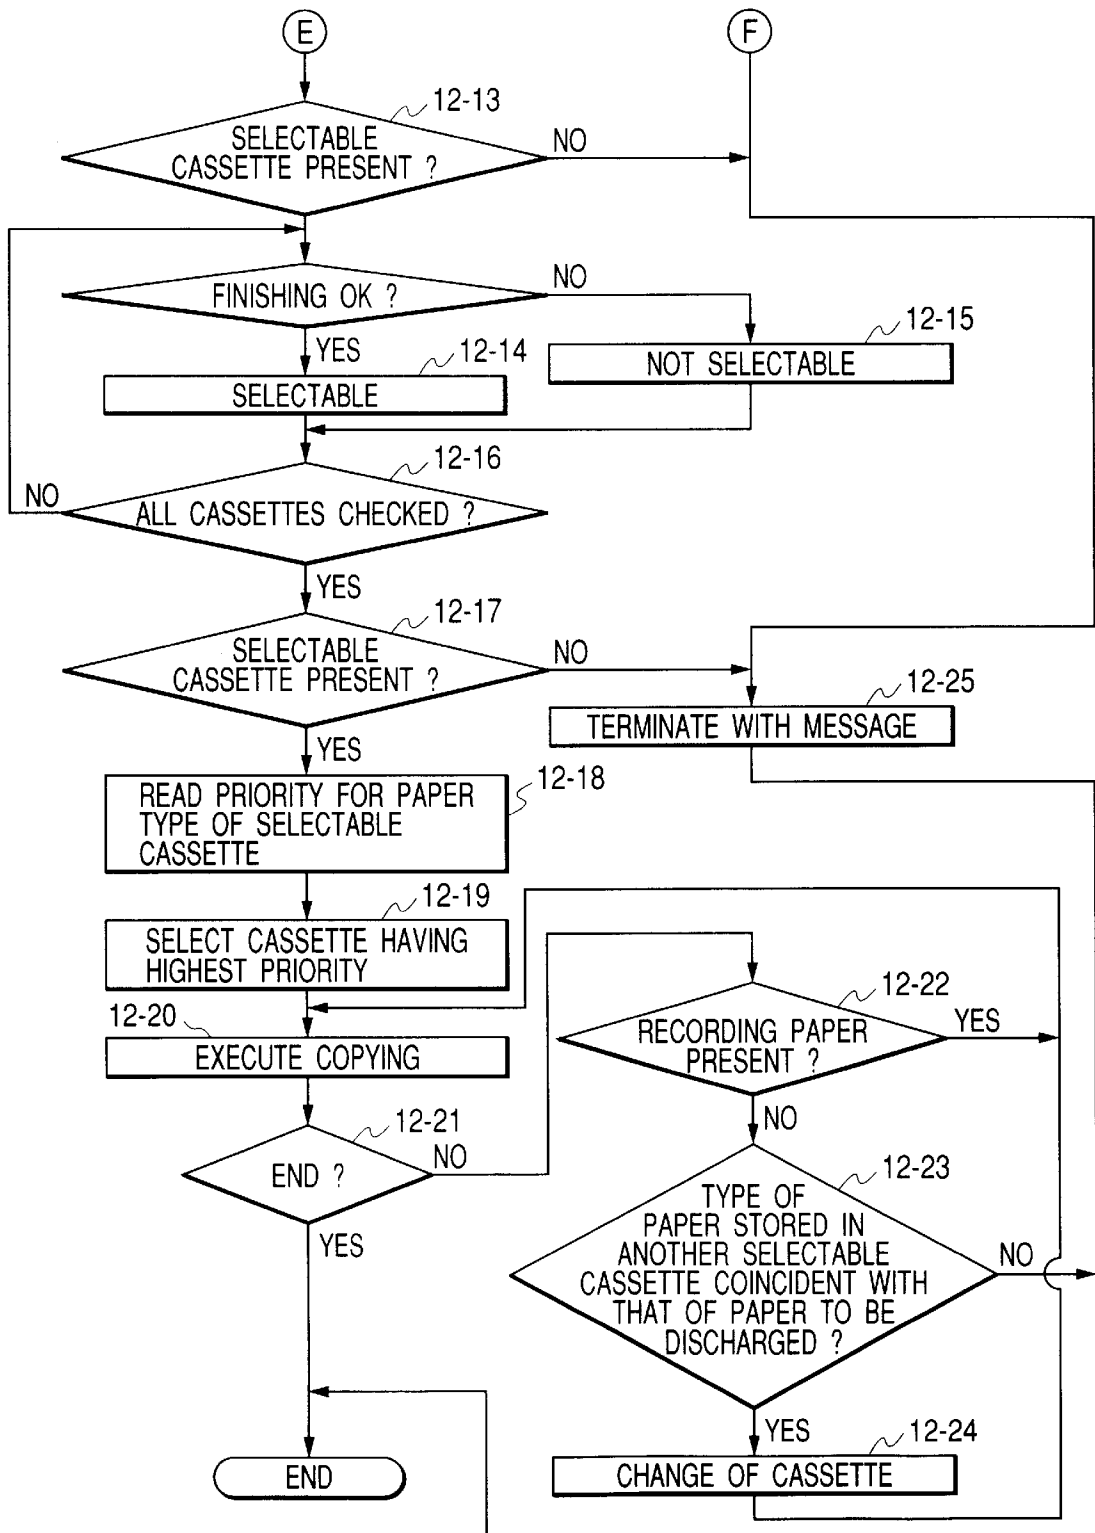 E
F
12-13
SELECTABLE
CASSETTE PRESENT ?
NO
FINISHING OK ?
NO
YES
12-14
SELECTABLE
12-15
NOT SELECTABLE
12-16
NO
ALL CASSETTES CHECKED ?
YES
12-17
SELECTABLE
CASSETTE PRESENT ?
NO
YES
12-25
TERMINATE WITH MESSAGE
12-18
READ PRIORITY FOR PAPER
TYPE OF SELECTABLE
CASSETTE
12-19
SELECT CASSETTE HAVING
HIGHEST PRIORITY
12-20
EXECUTE COPYING
12-21
END ?
NO
YES
12-22
RECORDING PAPER
PRESENT ?
YES
NO
12-23
TYPE OF
PAPER STORED IN
ANOTHER SELECTABLE
CASSETTE COINCIDENT WITH
THAT OF PAPER TO BE
DISCHARGED ?
NO
YES
12-24
CHANGE OF CASSETTE
END